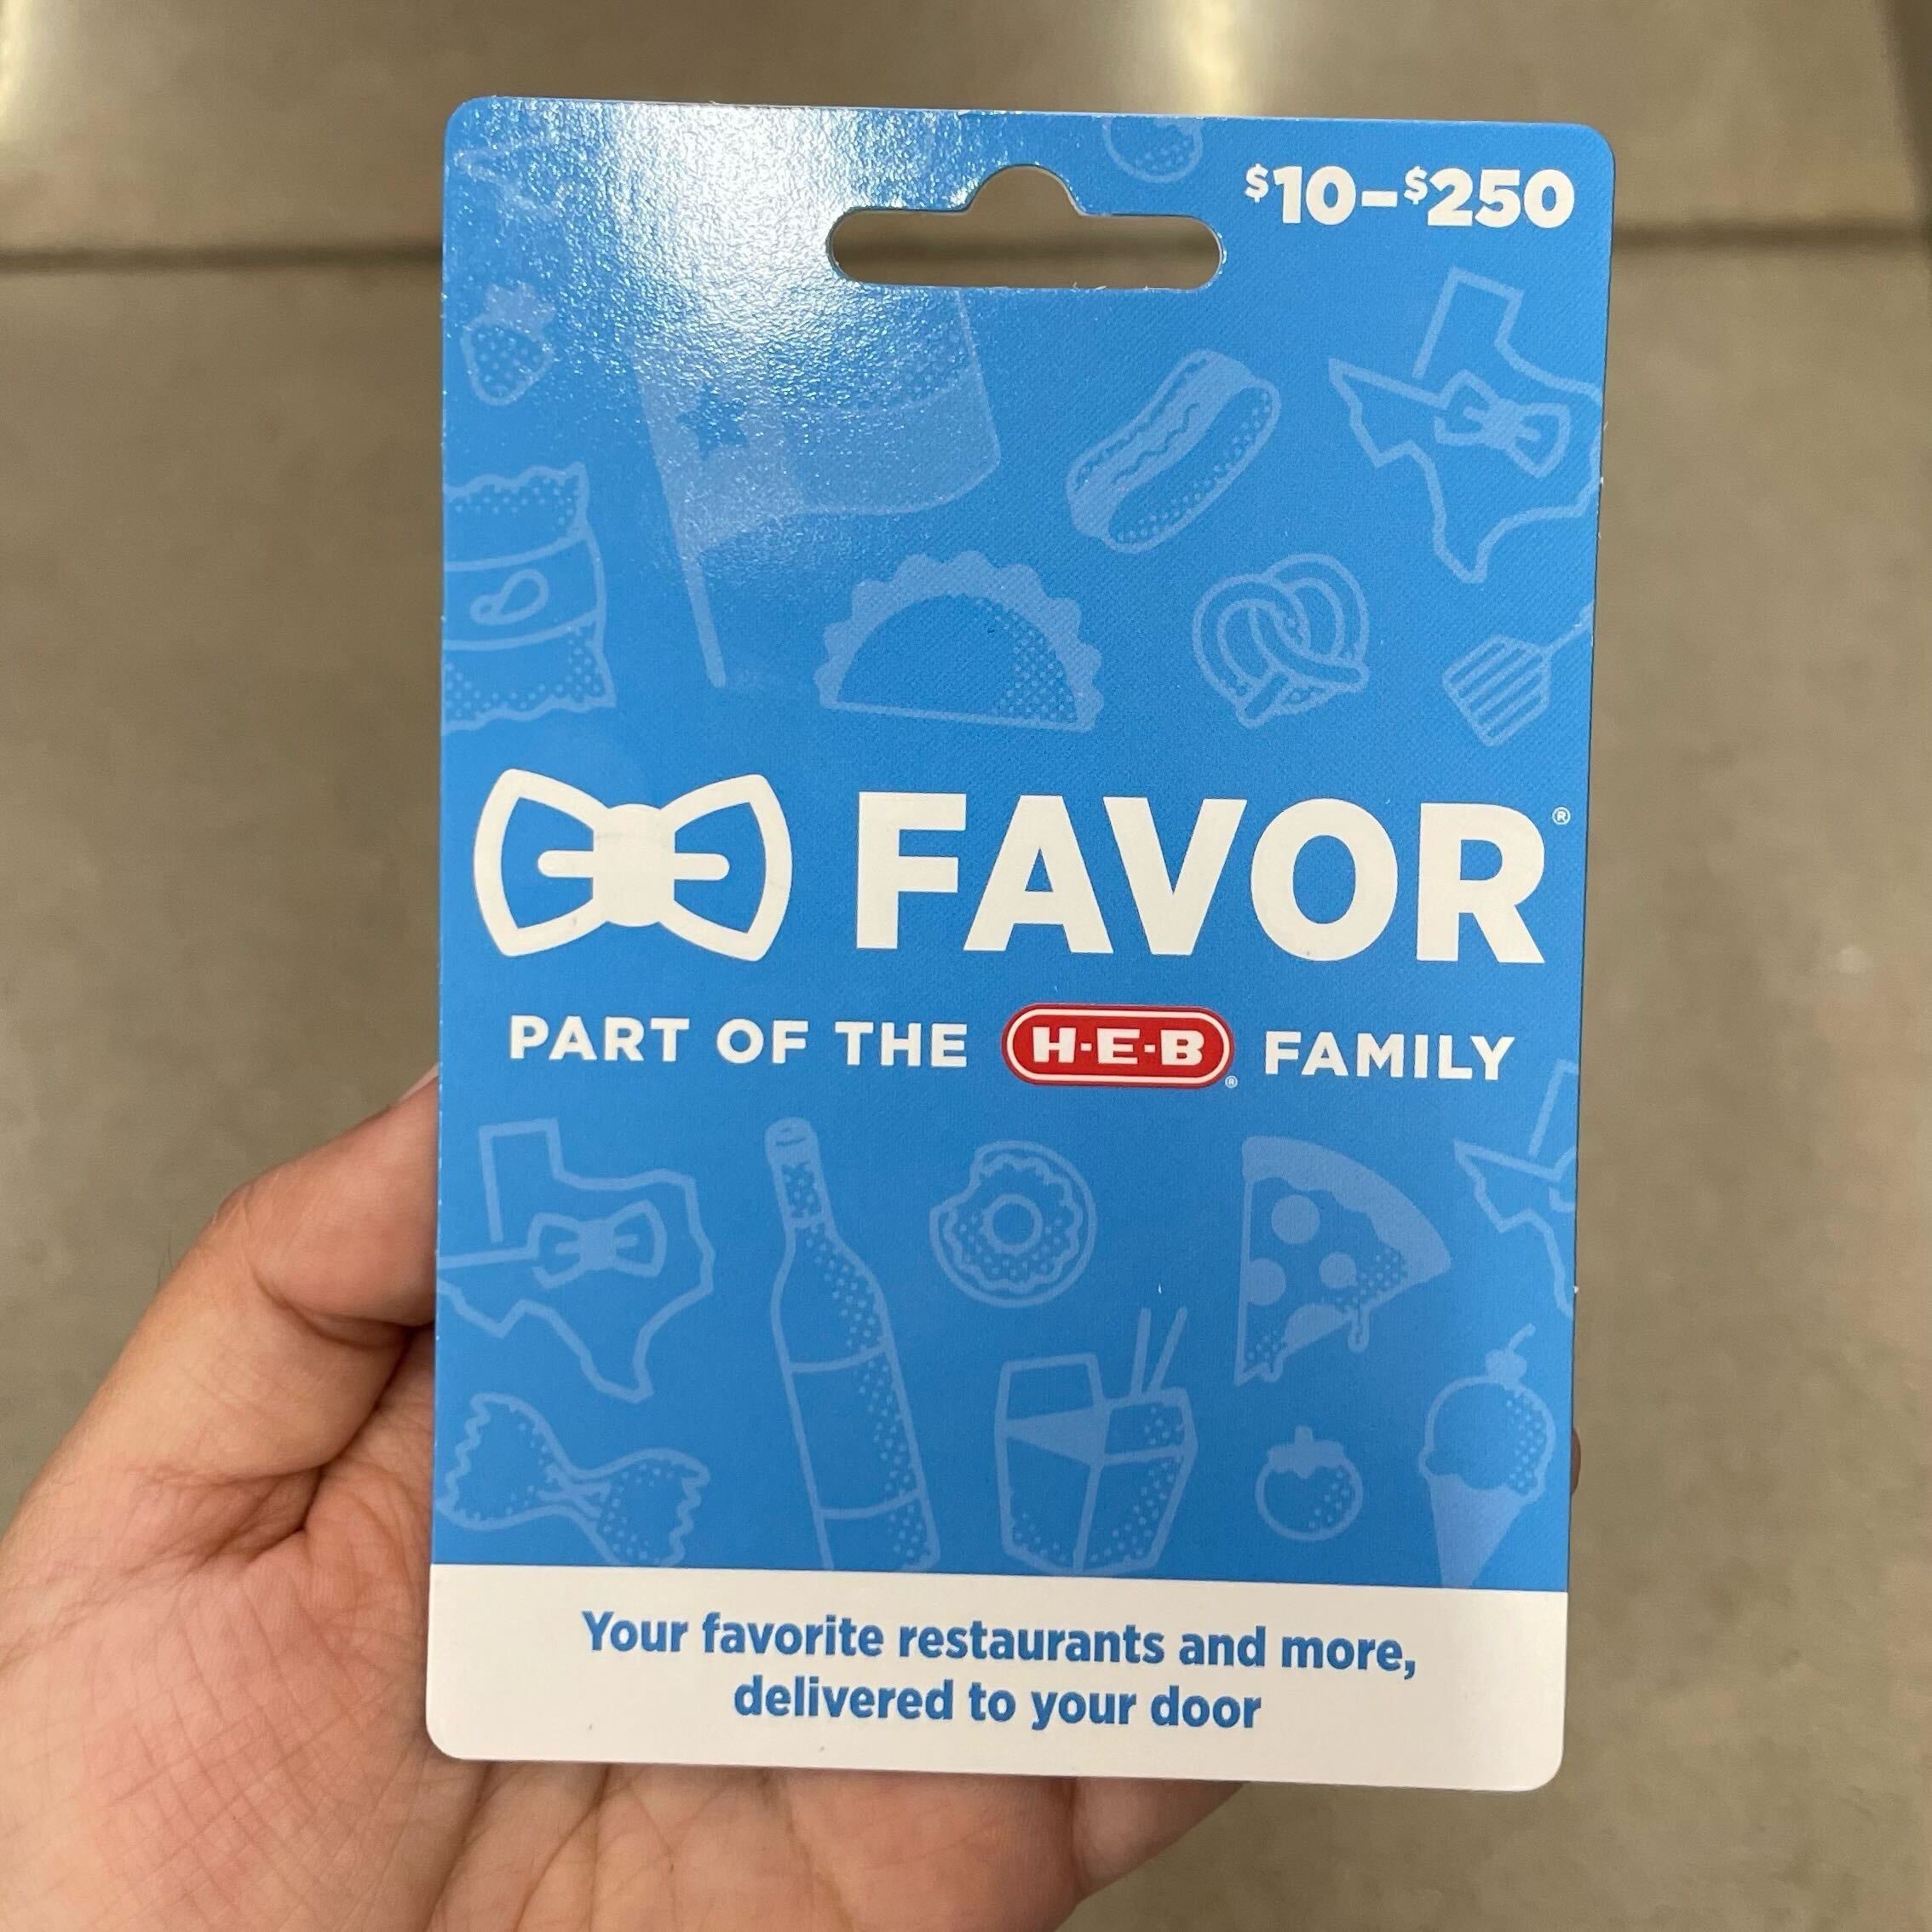 $10–$250
FAVOR®
PART OF THE H-E-B® FAMILY
Your favorite restaurants and more,
delivered to your door